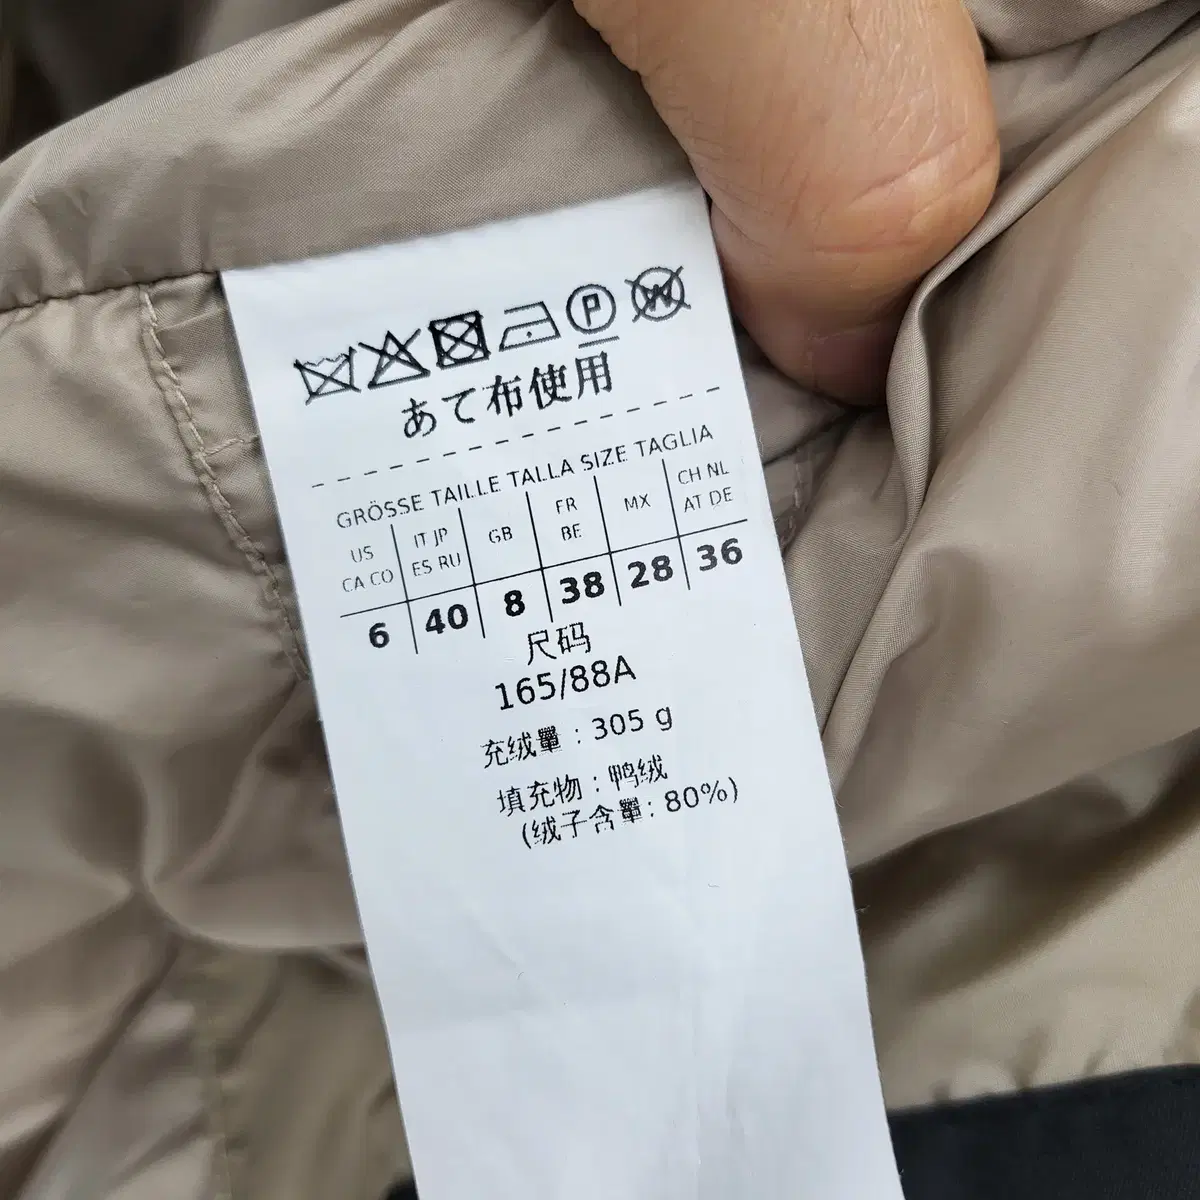 P W
あて布使用
GRÖSSE TAILLE TALLA SIZE TAGLIA
US IT JP GB FR MX CH NL
CA CO ES RU BE AT DE
6 40 8 38 28 36
尺码
165/88A
充绒量：305 g
填充物：鸭绒
(绒子含量: 80%)